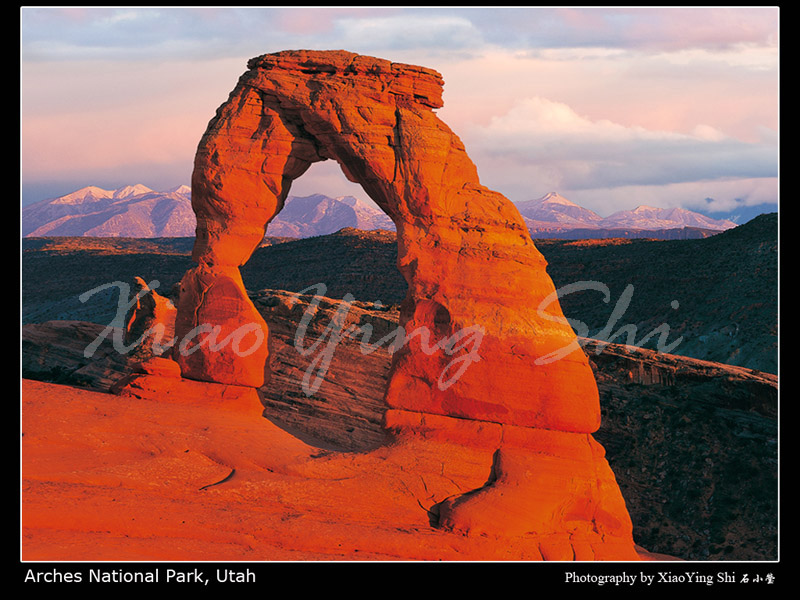 Xiao Ying Shi
Arches National Park, Utah
Photography by XiaoYing Shi 石小莹